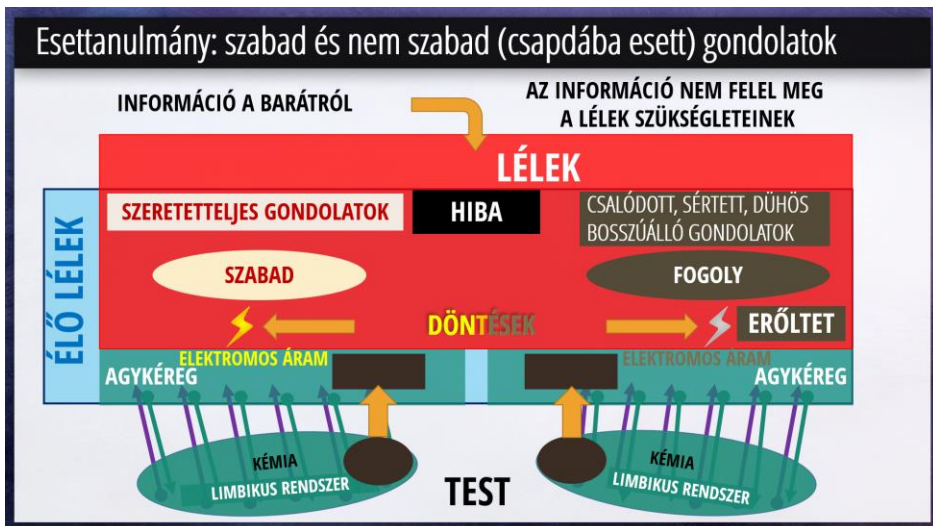 Esettanulmány: szabad és nem szabad (csapdába esett) gondolatok
INFORMÁCIÓ A BARÁTRÓL
AZ INFORMÁCIÓ NEM FELEL MEG
A LÉLEK SZÜKSÉGLETEINEK
LÉLEK
ÉLŐ LÉLEK
SZERETETTELJES GONDOLATOK
HIBA
CSALÓDOTT, SÉRTETT, DÜHÖS
BOSSZÚÁLLÓ GONDOLATOK
SZABAD
FOGOLY
DÖNTÉSEK
ERŐLTET
ELEKTROMOS ÁRAM
ELEKTROMOS ÁRAM
AGYKÉREG
AGYKÉREG
KÉMIA
LIMBIKUS RENDSZER
TEST
KÉMIA
LIMBIKUS RENDSZER